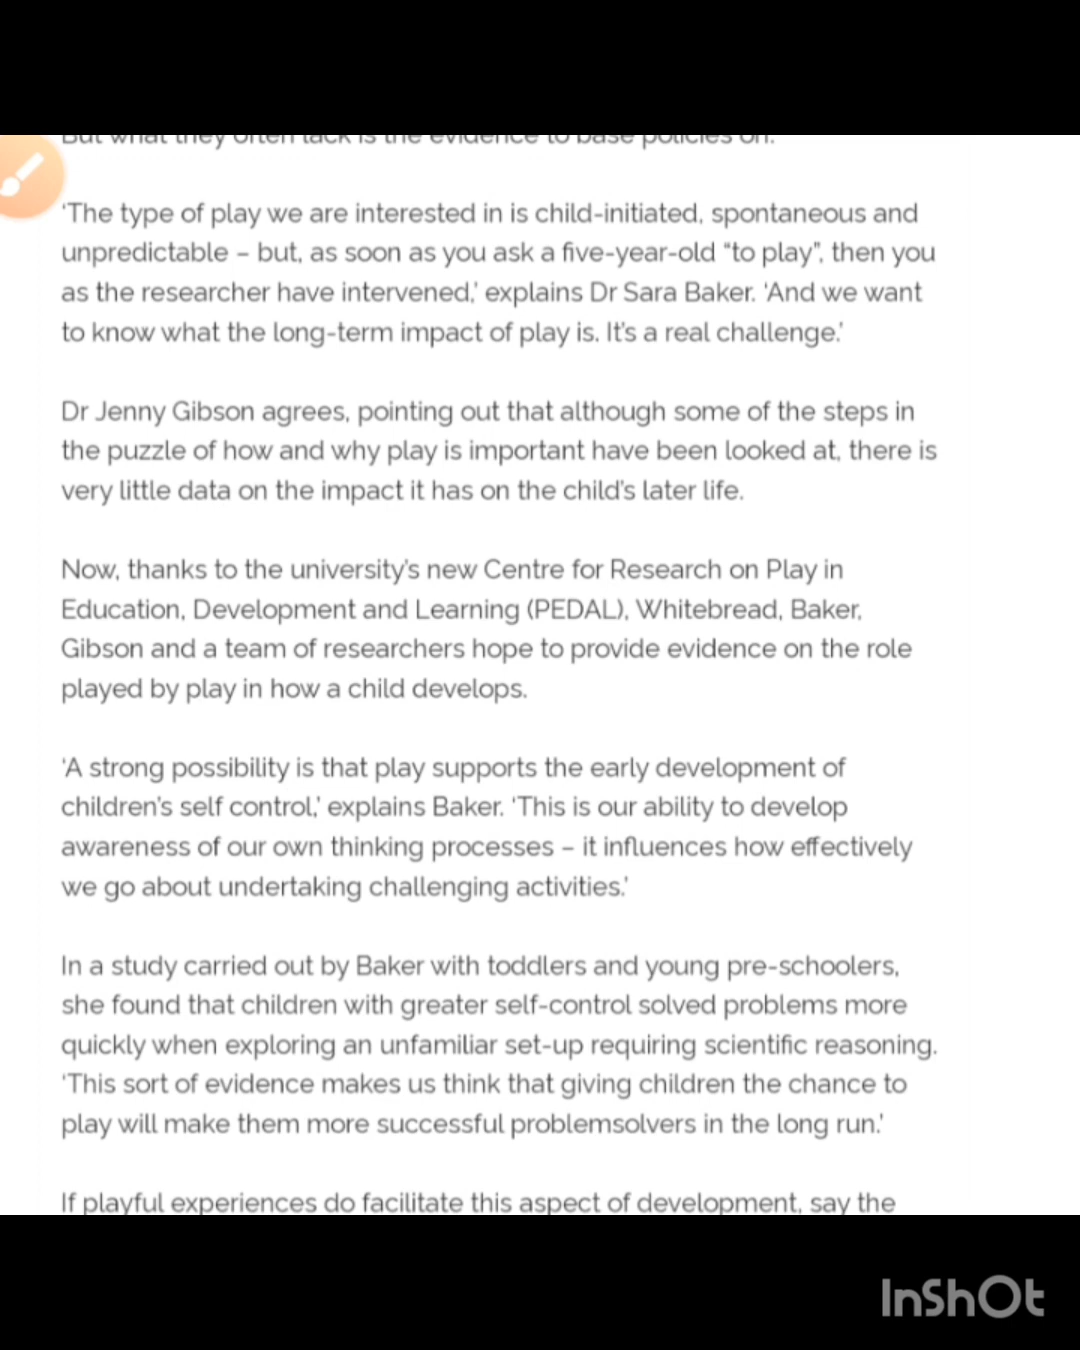 But what they often lack is the evidence to base policies on.
‘The type of play we are interested in is child-initiated, spontaneous and
unpredictable – but, as soon as you ask a five-year-old “to play”, then you
as the researcher have intervened,’ explains Dr Sara Baker. ‘And we want
to know what the long-term impact of play is. It’s a real challenge.’
Dr Jenny Gibson agrees, pointing out that although some of the steps in
the puzzle of how and why play is important have been looked at, there is
very little data on the impact it has on the child’s later life.
Now, thanks to the university’s new Centre for Research on Play in
Education, Development and Learning (PEDAL), Whitebread, Baker,
Gibson and a team of researchers hope to provide evidence on the role
played by play in how a child develops.
‘A strong possibility is that play supports the early development of
children’s self control,’ explains Baker. ‘This is our ability to develop
awareness of our own thinking processes – it influences how effectively
we go about undertaking challenging activities.’
In a study carried out by Baker with toddlers and young pre-schoolers,
she found that children with greater self-control solved problems more
quickly when exploring an unfamiliar set-up requiring scientific reasoning.
‘This sort of evidence makes us think that giving children the chance to
play will make them more successful problemsolvers in the long run.’
If playful experiences do facilitate this aspect of development, say the
InShOt